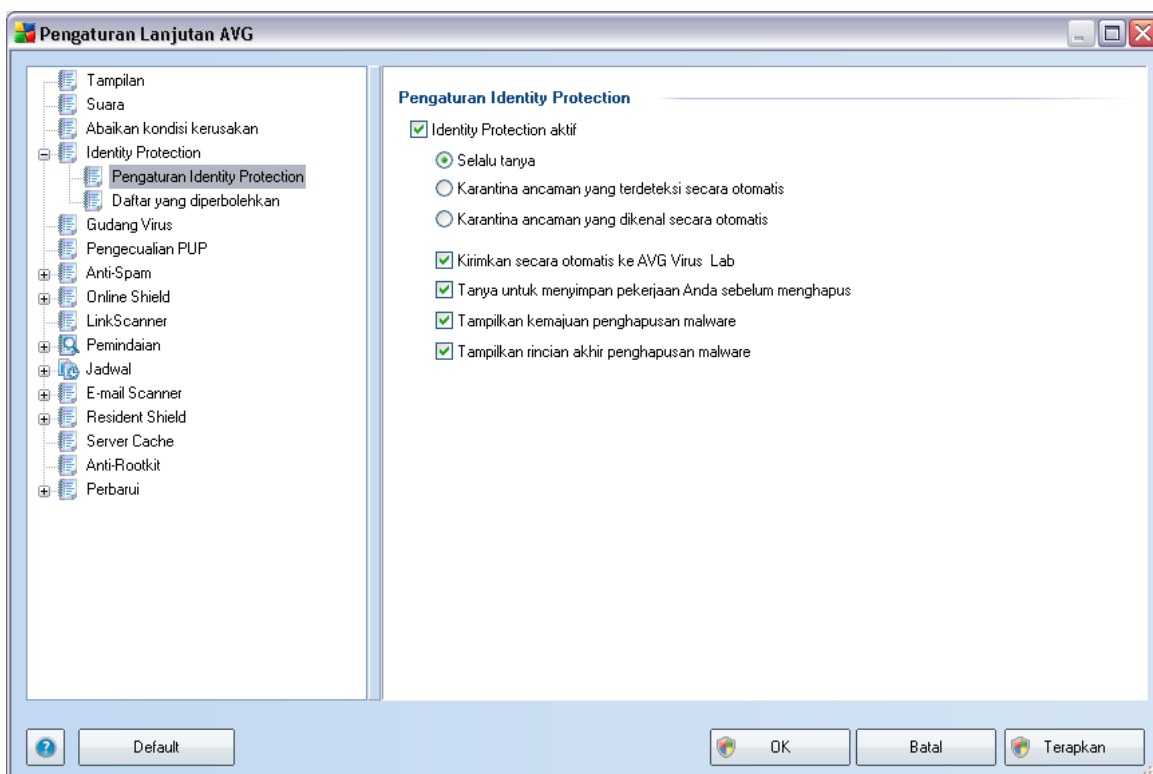 Pengaturan Lanjutan AVG
Tampilan
Suara
Abaikan kondisi kerusakan
Identity Protection
Pengaturan Identity Protection
Daftar yang diperbolehkan
Gudang Virus
Pengecualian PUP
Anti-Spam
Online Shield
LinkScanner
Pemindaian
Jadwal
E-mail Scanner
Resident Shield
Server Cache
Anti-Rootkit
Perbarui
Pengaturan Identity Protection
Identity Protection aktif
Selalu tanya
Karantina ancaman yang terdeteksi secara otomatis
Karantina ancaman yang dikenal secara otomatis
Kirimkan secara otomatis ke AVG Virus Lab
Tanya untuk menyimpan pekerjaan Anda sebelum menghapus
Tampilkan kemajuan penghapusan malware
Tampilkan rincian akhir penghapusan malware
?
Default
OK
Batal
Terapkan